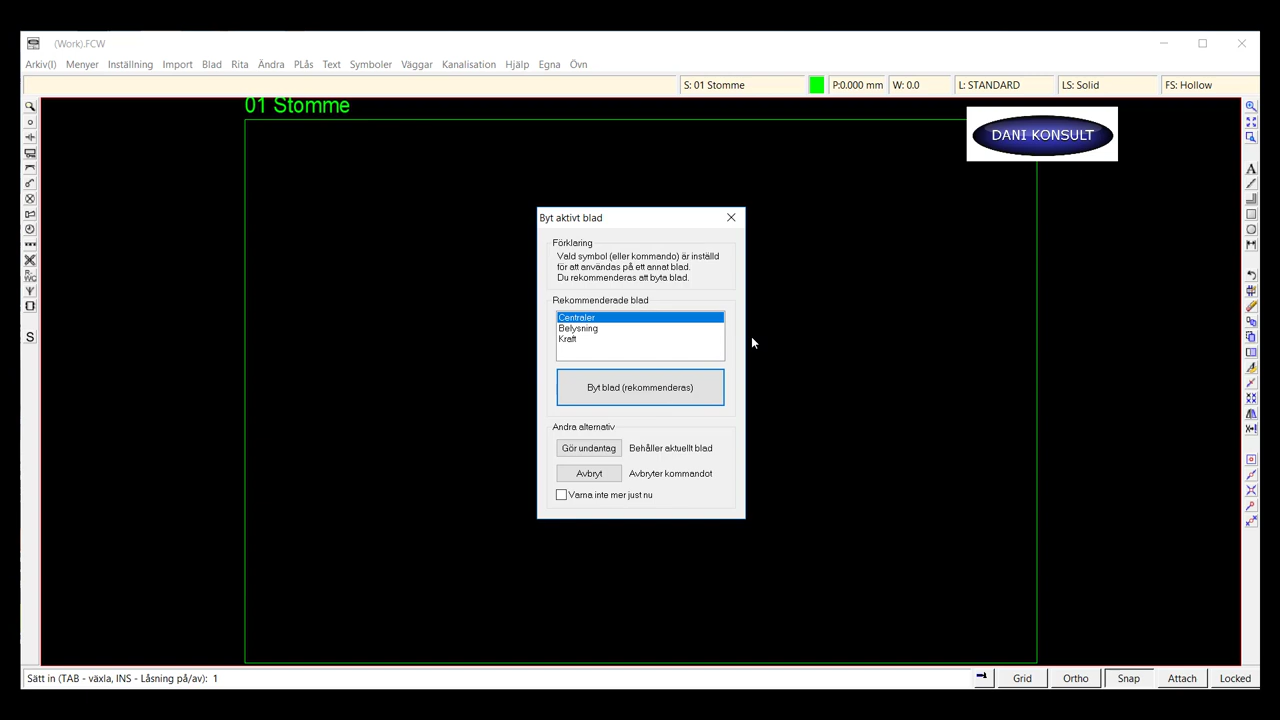 (Work).FCW
Arkiv(I) Menyer Inställning Import Blad Rita Ändra PLås Text Symboler Väggar Kanalisation Hjälp Egna Övn
S: 01 Stomme P:0.000 mm W: 0.0 L: STANDARD LS: Solid FS: Hollow
01 Stomme
DANI KONSULT
Byt aktivt blad
Förklaring
Vald symbol (eller kommando) är inställd
för att användas på ett annat blad.
Du rekommenderas att byta blad.
Rekommenderade blad
Centraler
Belysning
Kraft
Byt blad (rekommenderas)
Andra alternativ
Gör undantag Behåller aktuellt blad
Avbryt Avbryter kommandot
Varna inte mer just nu
A
R-
WC
S
X+!
Sätt in (TAB - växla, INS - Låsning på/av): 1
Grid Ortho Snap Attach Locked